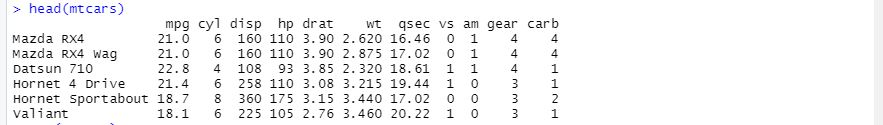 > head(mtcars)
mpg cyl disp hp drat wt qsec vs am gear carb
Mazda RX4 21.0 6 160 110 3.90 2.620 16.46 0 1 4 4
Mazda RX4 Wag 21.0 6 160 110 3.90 2.875 17.02 0 1 4 4
Datsun 710 22.8 4 108 93 3.85 2.320 18.61 1 1 4 1
Hornet 4 Drive 21.4 6 258 110 3.08 3.215 19.44 1 0 3 1
Hornet Sportabout 18.7 8 360 175 3.15 3.440 17.02 0 0 3 2
Valiant 18.1 6 225 105 2.76 3.460 20.22 1 0 3 1